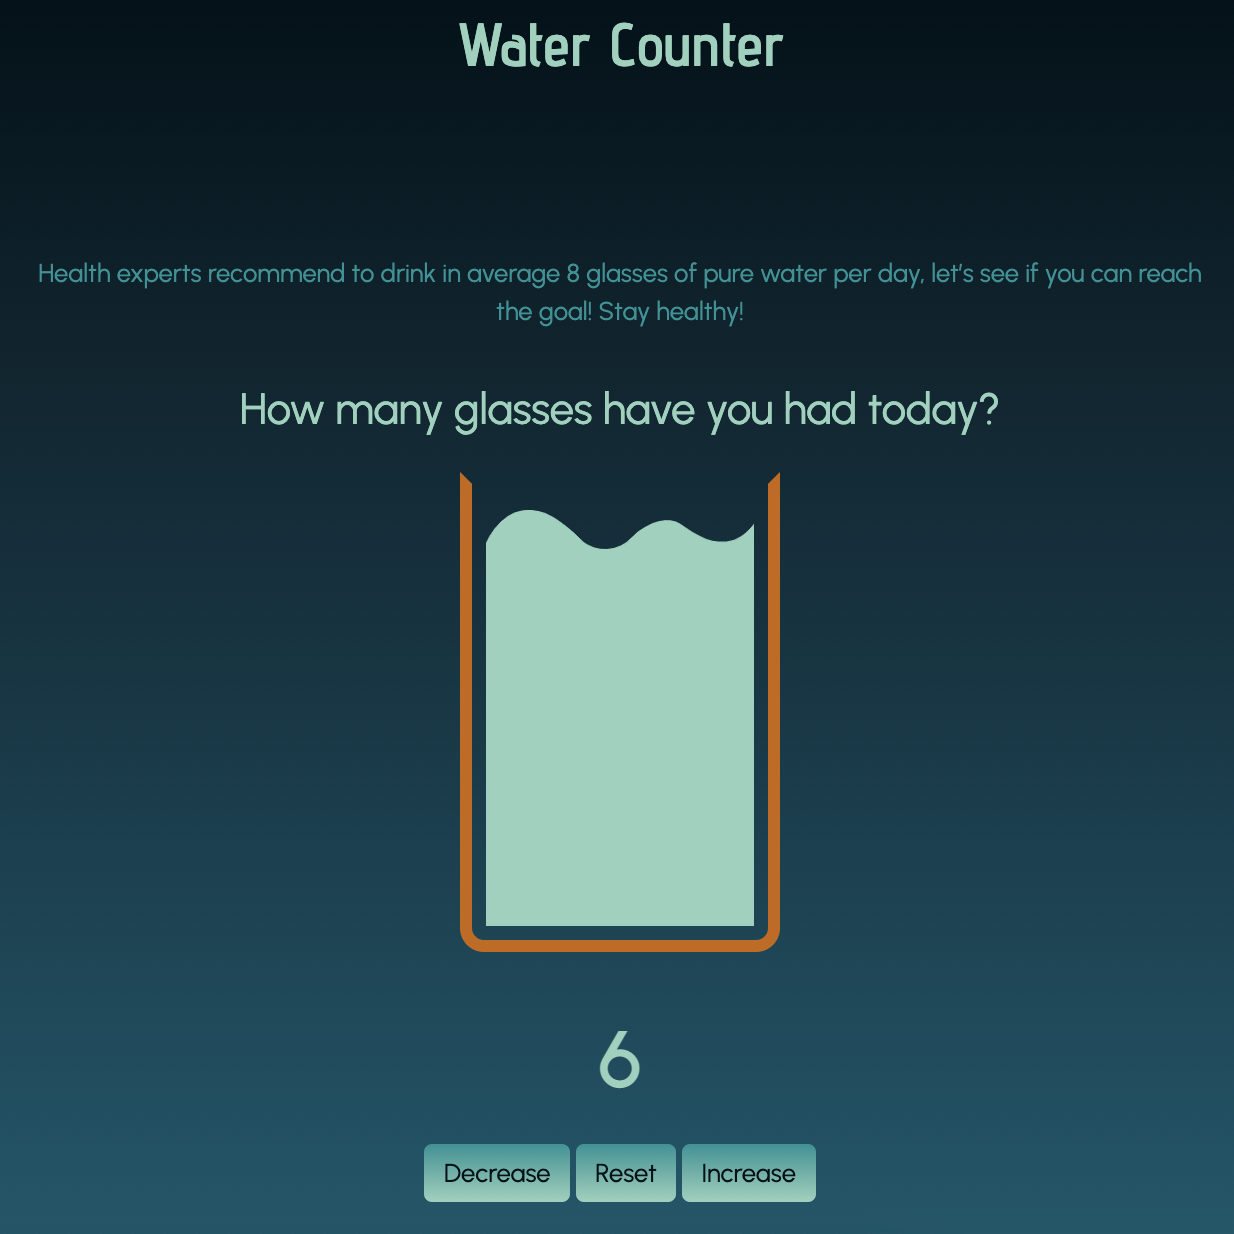 Water Counter
Health experts recommend to drink in average 8 glasses of pure water per day, let's see if you can reach
the goal! Stay healthy!
How many glasses have you had today?
6
Decrease Reset Increase